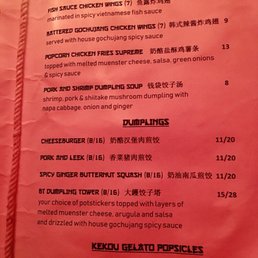 FISH SAUCE CHICKEN WINGS (7) 鱼露炸鸡翅
marinated in spicy vietnamese fish sauce
BATTERED GOCHUJANG CHICKEN WINGS (7) 韩式辣酱炸鸡翅 9
served with house gochujang spicy sauce
POPCORN CHICKEN FRIES SUPREME 奶酪盐酥鸡薯条 13
topped with melted muenster cheese, salsa, green onions
& spicy sauce
PORK AND SHRIMP DUMPLING SOUP 钱袋饺子汤 8
shrimp, pork & shiitake mushroom dumpling with
napa cabbage, onion and ginger
DUMPLINGS
CHEESEBURGER (8/16) 奶酪汉堡肉煎饺 11/20
PORK AND LEEK (8/16) 香菜猪肉煎饺 11/20
SPICY GINGER BUTTERNUT SQUASH (8/16) 奶油南瓜煎饺 11/20
BT DUMPLING TOWER (8/16) 大饅饺子塔 15/28
your choice of potstickers topped with layers of
melted muenster cheese, arugula and salsa
and drizzled with house gochujang spicy sauce
KEKOU GELATO POPSICLES